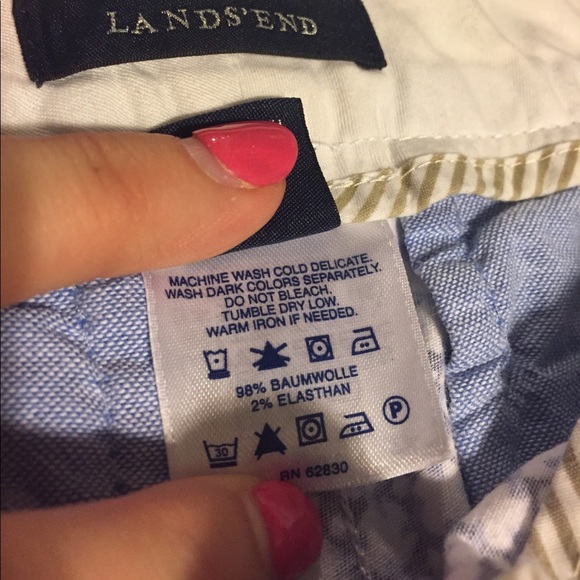 LANDS' END
MACHINE WASH COLD DELICATE.
WASH DARK COLORS SEPARATELY.
DO NOT BLEACH.
TUMBLE DRY LOW.
WARM IRON IF NEEDED.
98% BAUMWOLLE
2% ELASTHAN
30
P
RN 62830